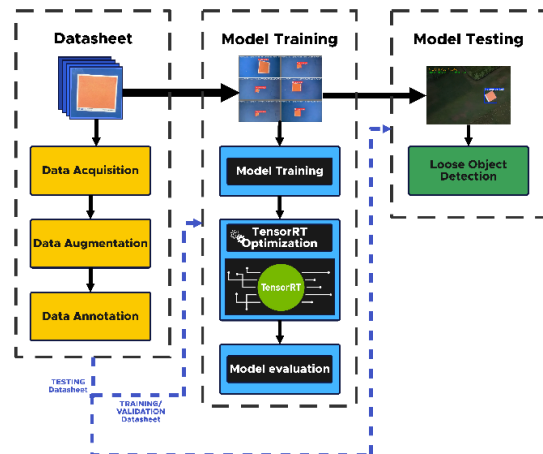 Datasheet
Data Acquisition
Data Augmentation
Data Annotation
TESTING
Datasheet
TRAINING/
VALIDATION
Datasheet
Model Training
Model Training
TensorRT
Optimization
TensorRT
Model evaluation
Model Testing
Loose Object
Detection